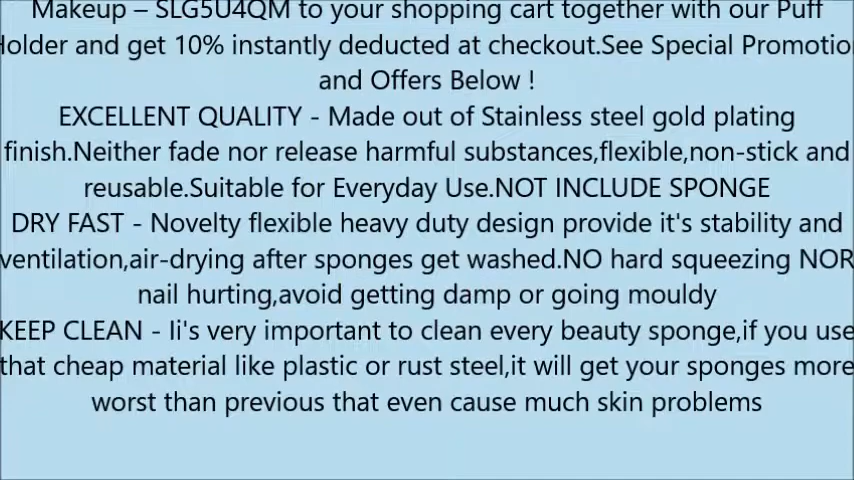 Makeup – SLG5U4QM to your shopping cart together with our Puff
Holder and get 10% instantly deducted at checkout.See Special Promotio
and Offers Below !
EXCELLENT QUALITY - Made out of Stainless steel gold plating
finish.Neither fade nor release harmful substances,flexible,non-stick and
reusable.Suitable for Everyday Use.NOT INCLUDE SPONGE
DRY FAST - Novelty flexible heavy duty design provide it's stability and
ventilation,air-drying after sponges get washed.NO hard squeezing NOR
nail hurting,avoid getting damp or going mouldy
KEEP CLEAN - Ii's very important to clean every beauty sponge,if you use
that cheap material like plastic or rust steel,it will get your sponges more
worst than previous that even cause much skin problems